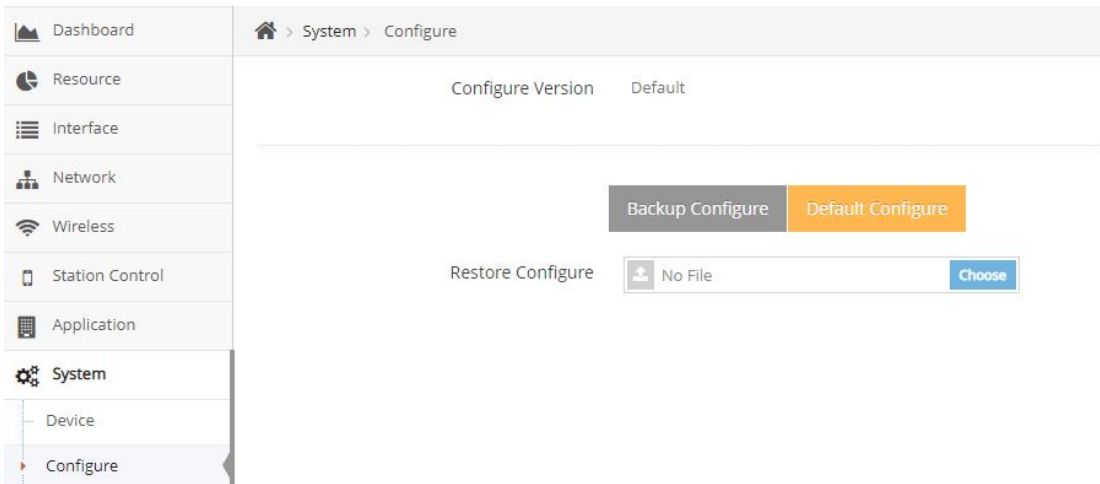 Dashboard
Resource
Interface
Network
Wireless
Station Control
Application
System
Device
Configure
System > Configure
Configure Version Default
Backup Configure Default Configure
Restore Configure No File Choose